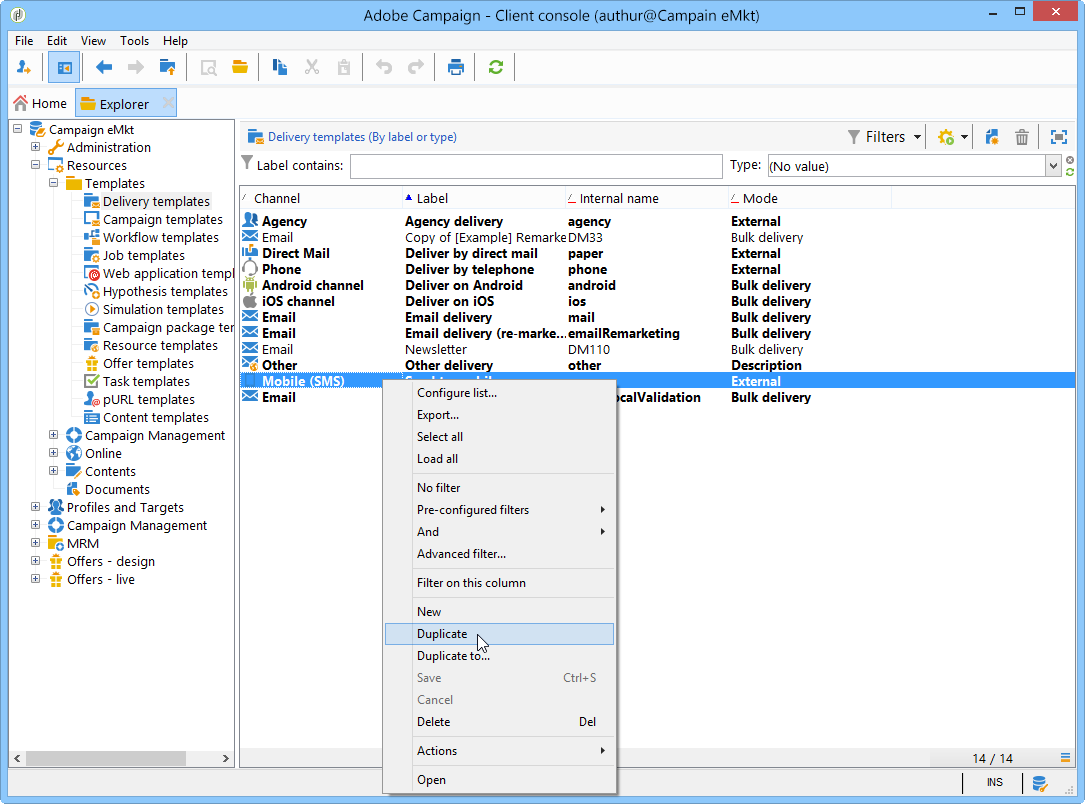 Adobe Campaign - Client console (authur@Campain eMkt)
File Edit View Tools Help
Home Explorer
Campaign eMkt
Administration
Resources
Templates
Delivery templates
Campaign templates
Workflow templates
Job templates
Web application templ
Hypothesis templates
Simulation templates
Campaign package ter
Resource templates
Offer templates
Task templates
pURL templates
Content templates
Campaign Management
Online
Contents
Documents
Profiles and Targets
Campaign Management
MRM
Offers - design
Offers - live
Delivery templates (By label or type)
Filters
Label contains:
Type: (No value)
Channel Label Internal name Mode
Agency Agency delivery agency External
Email Copy of [Example] Remarke DM33 Bulk delivery
Direct Mail Deliver by direct mail paper External
Phone Deliver by telephone phone External
Android channel Deliver on Android android Bulk delivery
iOS channel Deliver on iOS ios Bulk delivery
Email Email delivery mail Bulk delivery
Email Email delivery (re-marke... emailRemarketing Bulk delivery
Email Newsletter DM110 Bulk delivery
Other Other delivery other Description
Mobile (SMS) External
Email ocalValidation Bulk delivery
Configure list...
Export...
Select all
Load all
No filter
Pre-configured filters
And
Advanced filter...
Filter on this column
New
Duplicate
Duplicate to...
Save Ctrl+S
Cancel
Delete Del
Actions
Open
14 / 14
INS